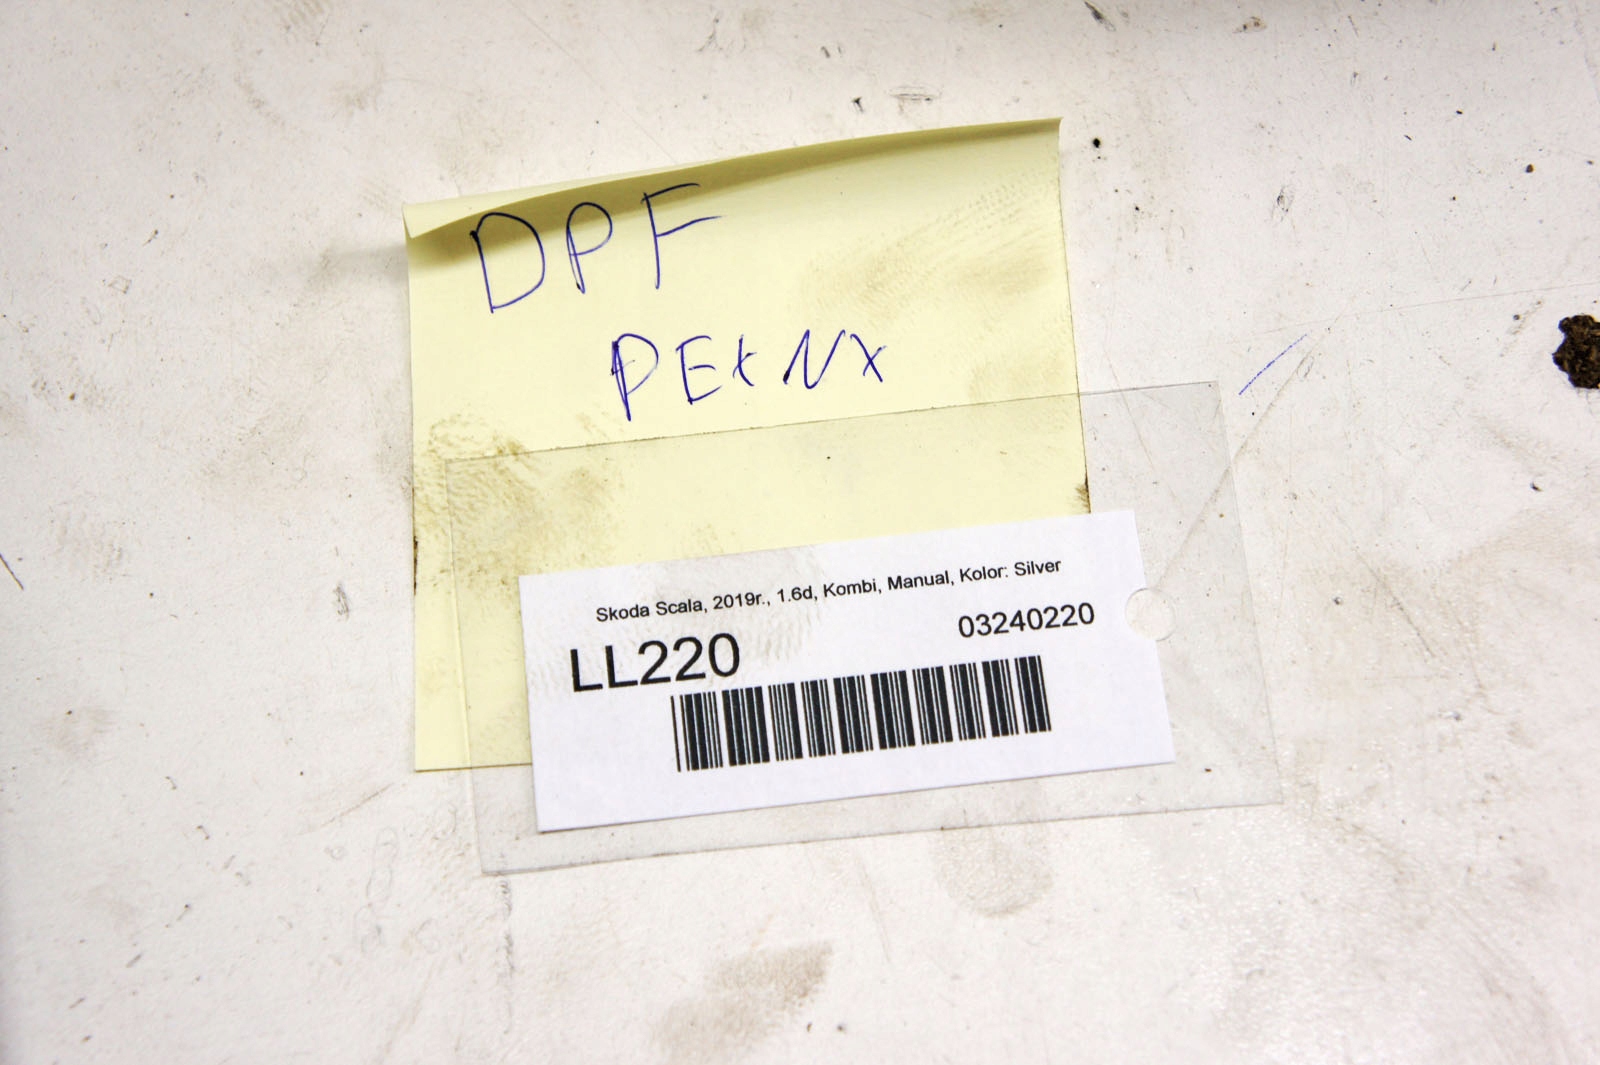 DPF
PEŁNY
Skoda Scala, 2019r., 1.6d, Kombi, Manual, Kolor: Silver
LL220
03240220